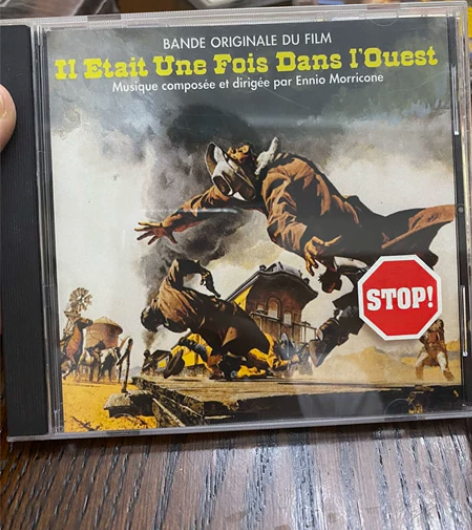 BANDE ORIGINALE DU FILM
Il Etait Une Fois Dans l'Ouest
Musique composée et dirigée par Ennio Morricone
STOP!